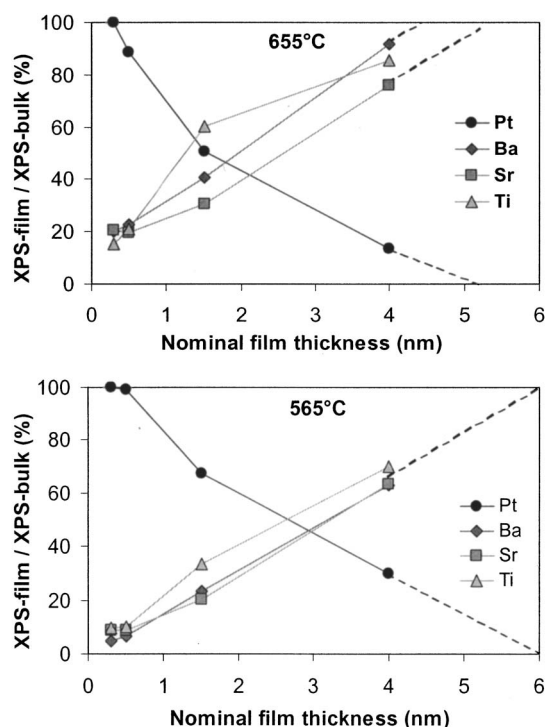 655°C
XPS-film / XPS-bulk (%)
100
80
60
40
20
0
Pt
Ba
Sr
Ti
0 1 2 3 4 5 6
Nominal film thickness (nm)
565°C
XPS-film / XPS-bulk (%)
100
80
60
40
20
0
Pt
Ba
Sr
Ti
0 1 2 3 4 5 6
Nominal film thickness (nm)